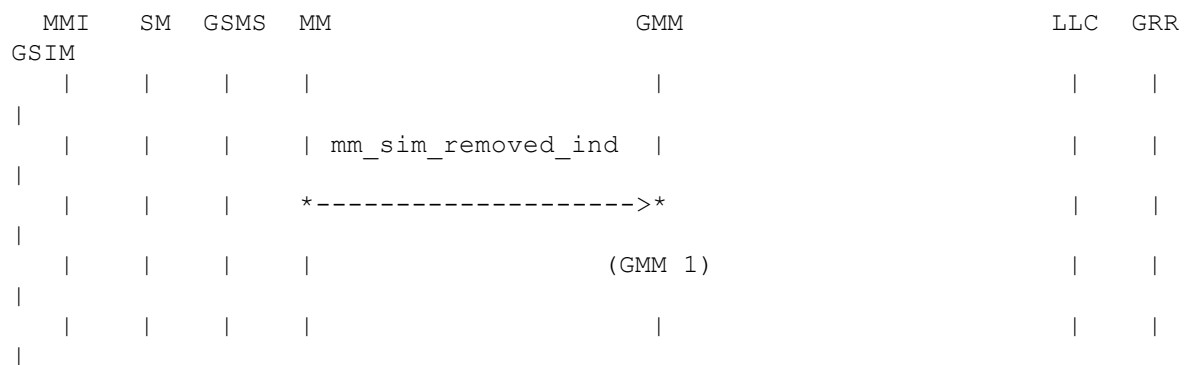 MMI    SM  GSMS  MM                    GMM                         LLC  GRR
GSIM
   |     |    |    |                      |                          |    |
|
   |     |    |    | mm_sim_removed_ind   |                          |    |
|
   |     |    |    *--------------------->*                          |    |
|
   |     |    |    |                   (GMM 1)                       |    |
|
   |     |    |    |                      |                          |    |
|